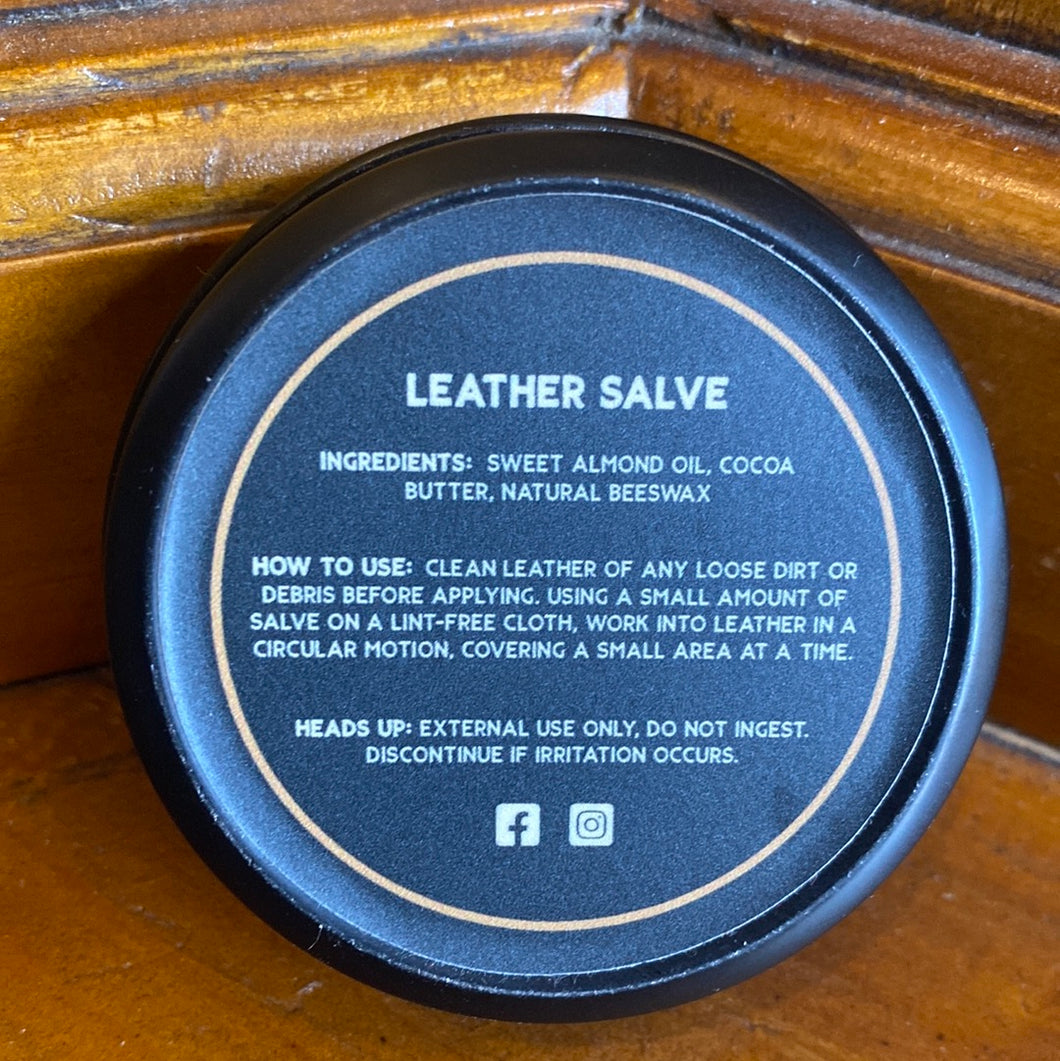 LEATHER SALVE
INGREDIENTS: SWEET ALMOND OIL, COCOA
BUTTER, NATURAL BEESWAX
HOW TO USE: CLEAN LEATHER OF ANY LOOSE DIRT OR
DEBRIS BEFORE APPLYING. USING A SMALL AMOUNT OF
SALVE ON A LINT-FREE CLOTH, WORK INTO LEATHER IN A
CIRCULAR MOTION, COVERING A SMALL AREA AT A TIME.
HEADS UP: EXTERNAL USE ONLY, DO NOT INGEST.
DISCONTINUE IF IRRITATION OCCURS.